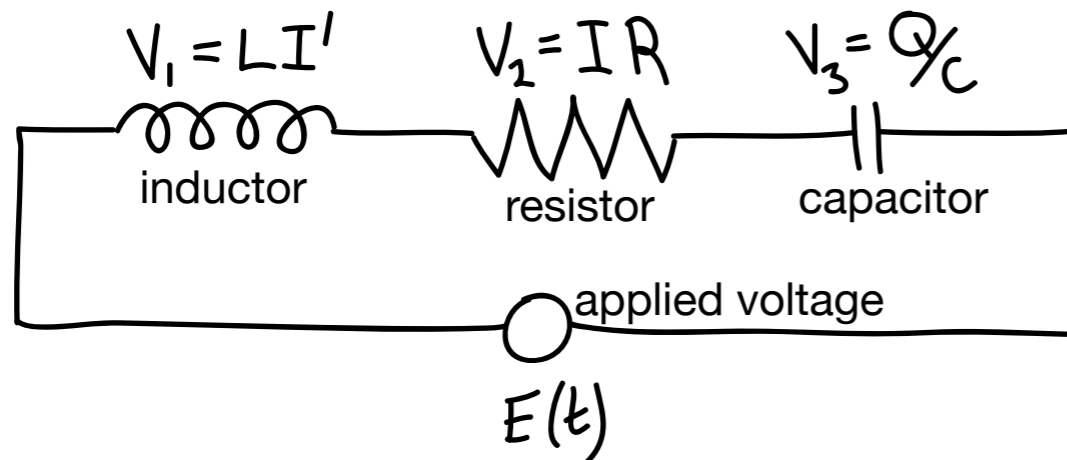 V₁ = LI' V₂ = IR V₃ = Q/C
inductor resistor capacitor
applied voltage
E(t)